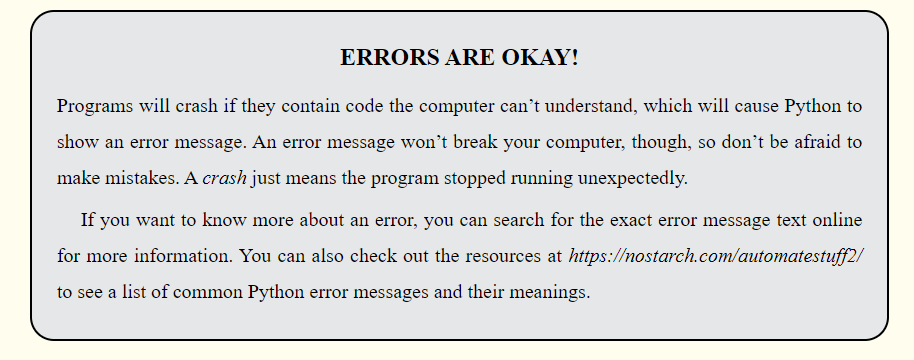 ERRORS ARE OKAY!
Programs will crash if they contain code the computer can’t understand, which will cause Python to
show an error message. An error message won’t break your computer, though, so don’t be afraid to
make mistakes. A crash just means the program stopped running unexpectedly.
If you want to know more about an error, you can search for the exact error message text online
for more information. You can also check out the resources at https://nostarch.com/automatestuff2/
to see a list of common Python error messages and their meanings.